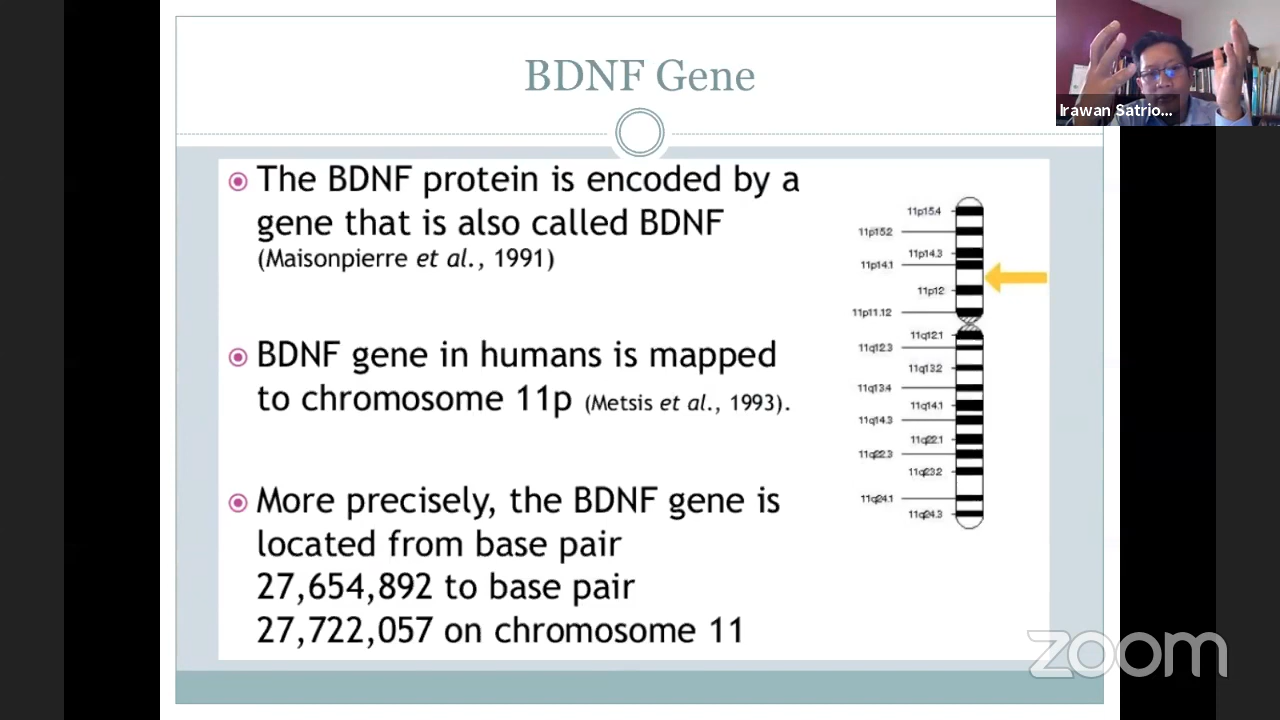 BDNF Gene
Irawan Satrio...
The BDNF protein is encoded by a
gene that is also called BDNF
(Maisonpierre et al., 1991)
BDNF gene in humans is mapped
to chromosome 11p (Metsis et al., 1993).
More precisely, the BDNF gene is
located from base pair
27,654,892 to base pair
27,722,057 on chromosome 11
11p15.4
11p15.2
11p14.3
11p14.1
11p12
11p11.12
11q12.1
11q12.3
11q13.2
11q13.4
11q14.1
11q14.3
11q22.1
11q22.3
11q23.2
11q24.1
11q24.3
zoom